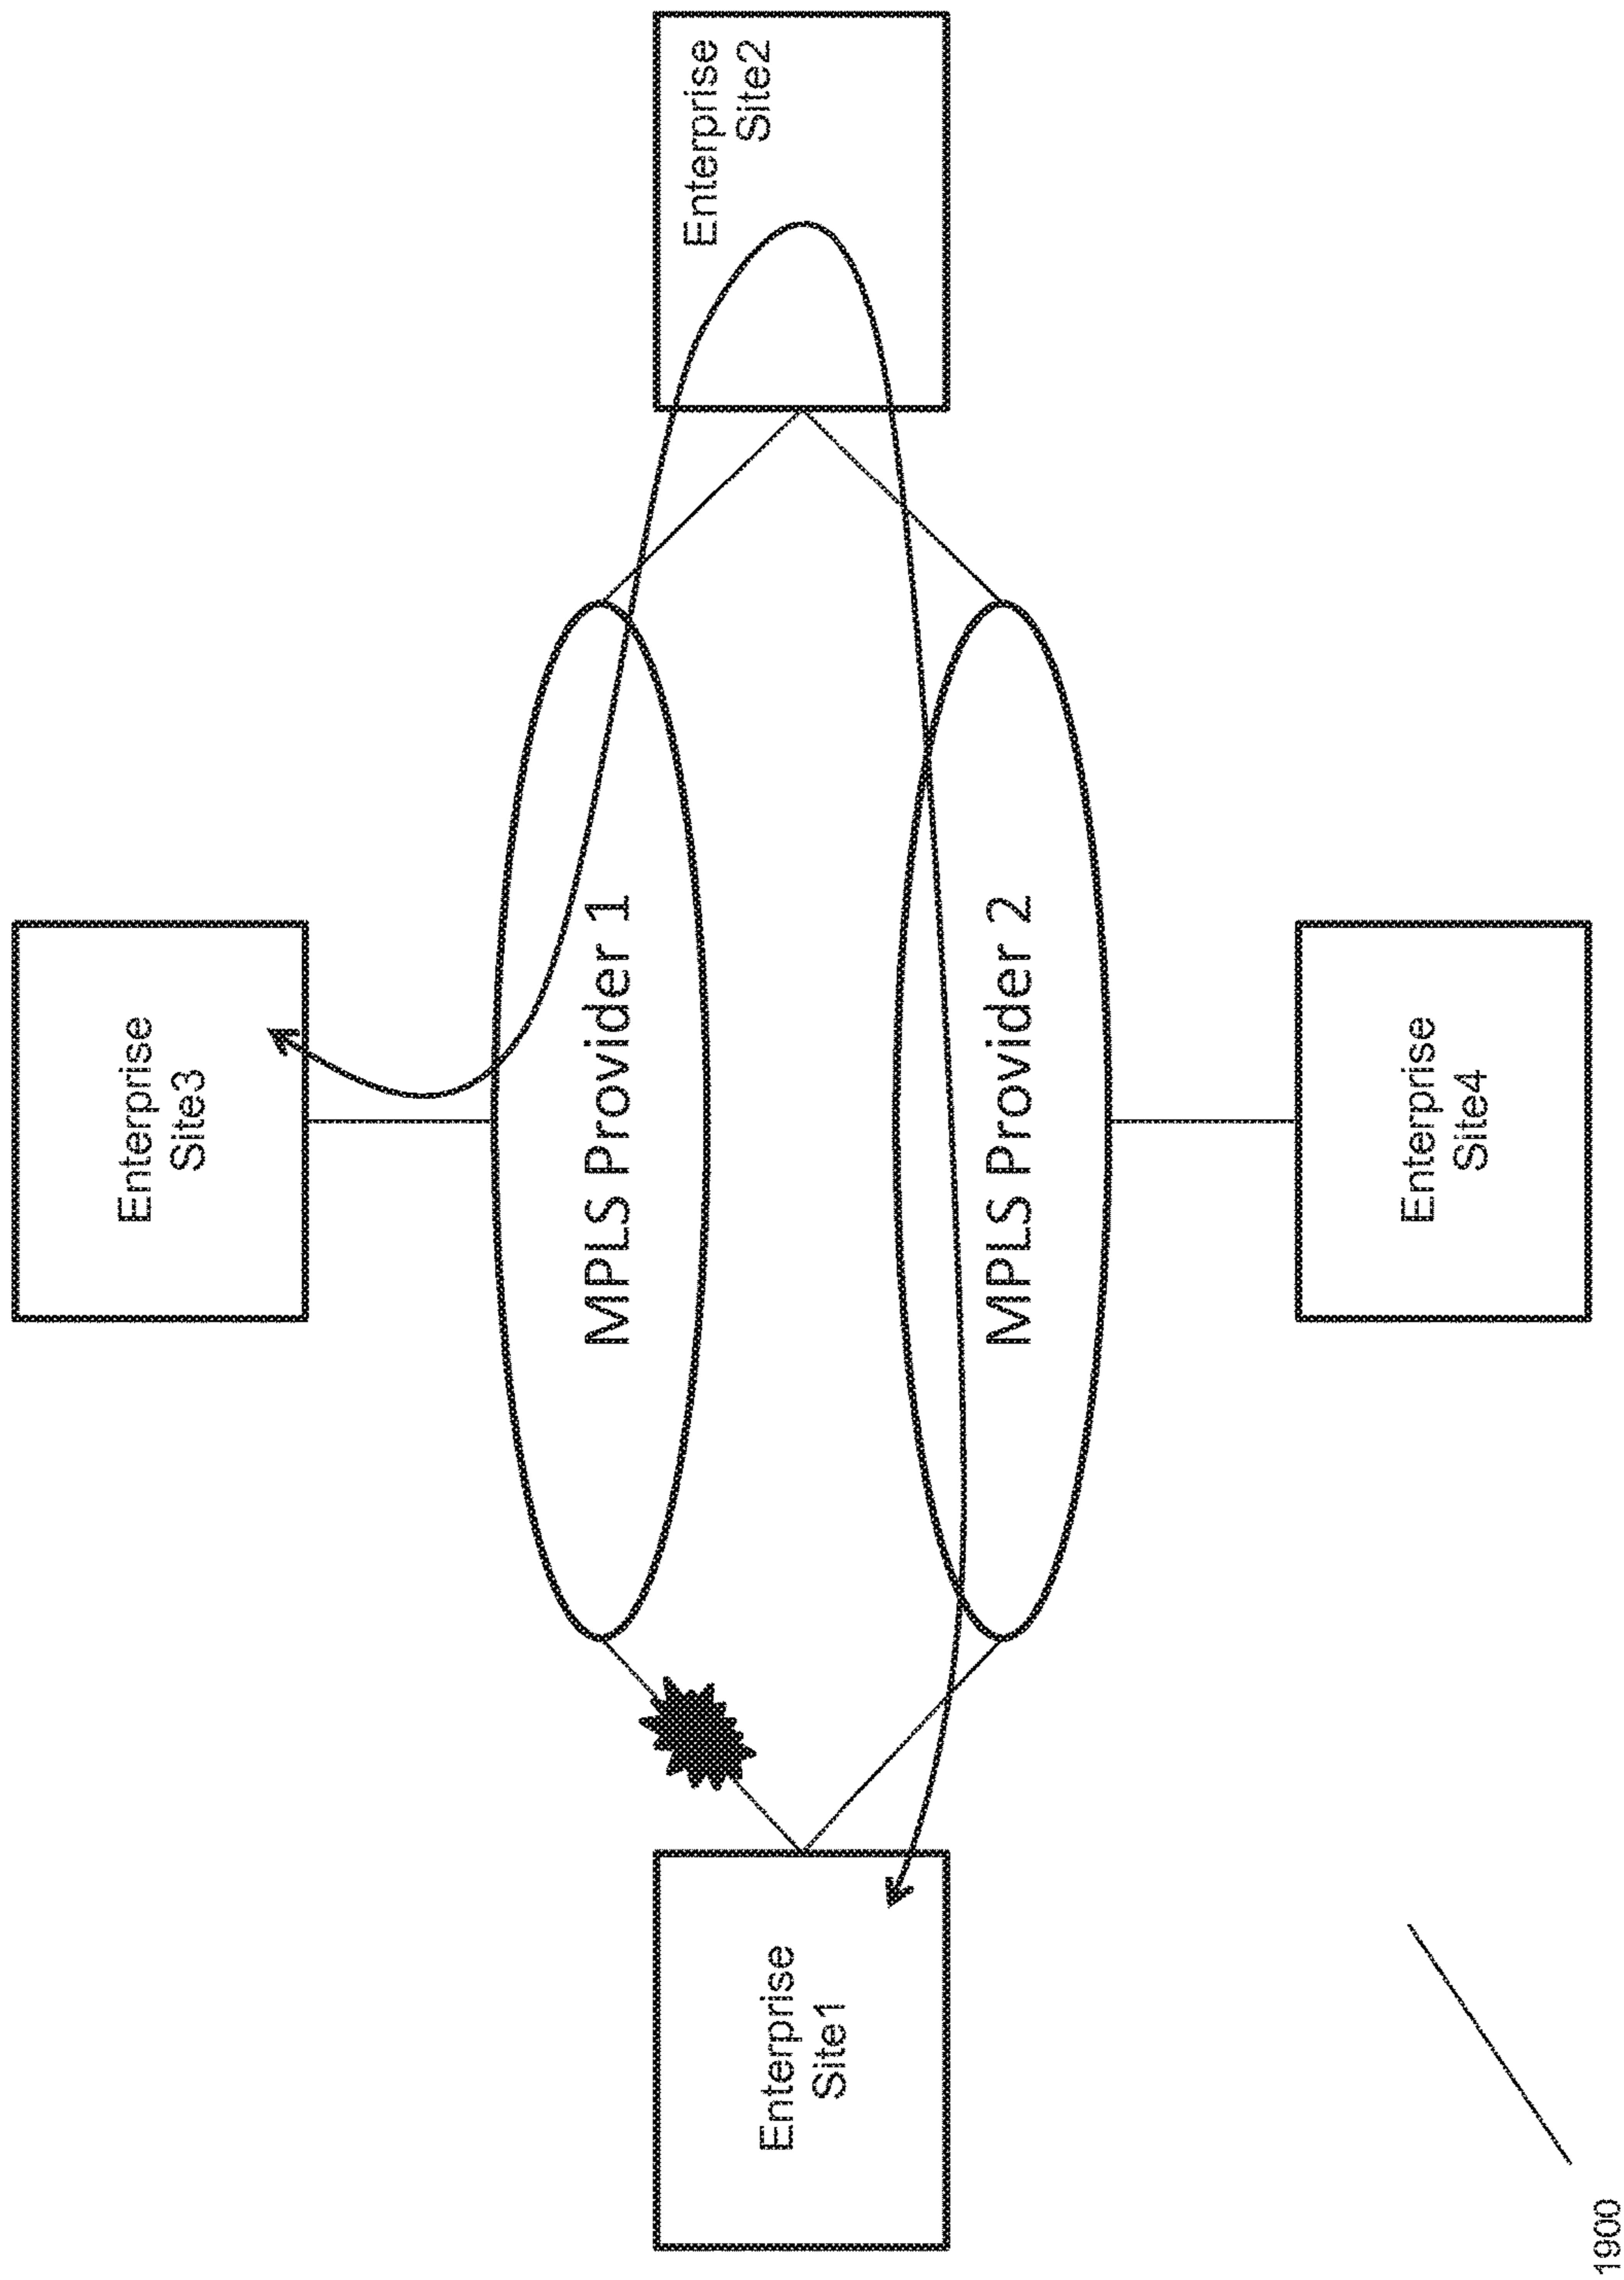 Enterprise
Site3
Enterprise
Site1
MPLS Provider 1
Enterprise
Site2
MPLS Provider 2
Enterprise
Site4
1900